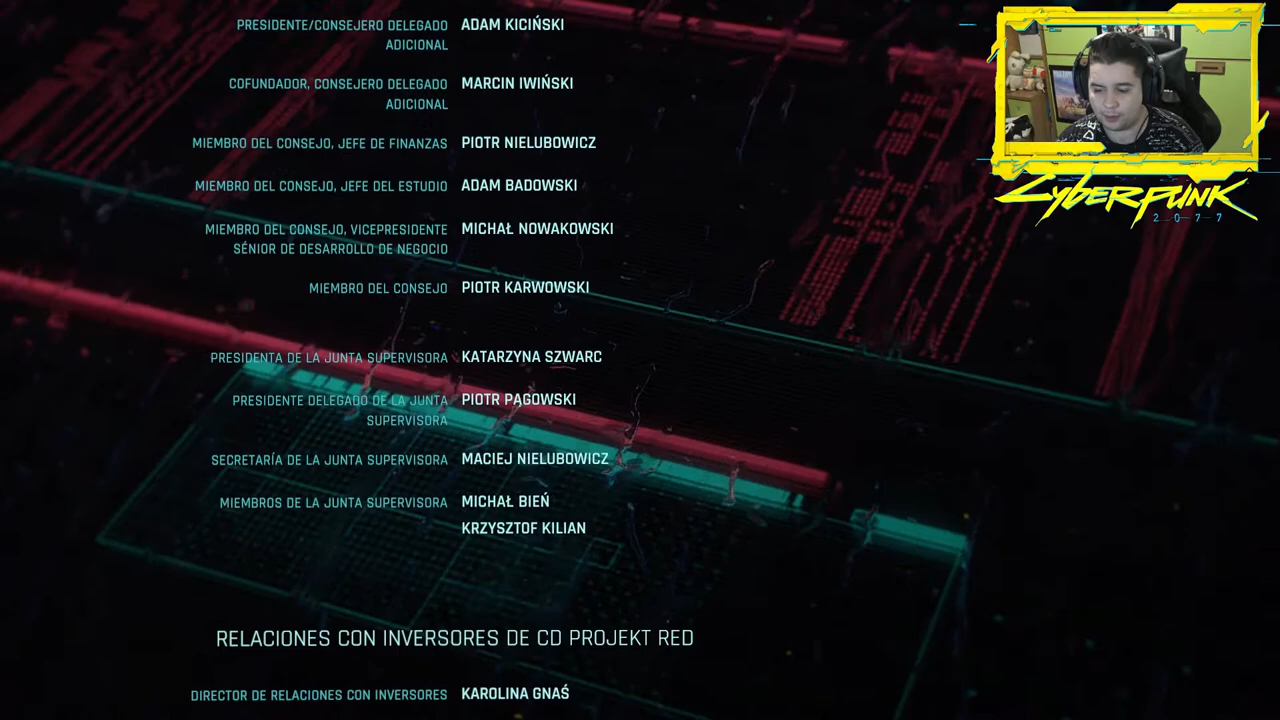 PRESIDENTE/CONSEJERO DELEGADO ADAM KICIŃSKI
ADICIONAL
COFUNDADOR, CONSEJERO DELEGADO MARCIN IWIŃSKI
ADICIONAL
MIEMBRO DEL CONSEJO, JEFE DE FINANZAS PIOTR NIELUBOWICZ
MIEMBRO DEL CONSEJO, JEFE DEL ESTUDIO ADAM BADOWSKI
MIEMBRO DEL CONSEJO, VICEPRESIDENTE MICHAŁ NOWAKOWSKI
SÉNIOR DE DESARROLLO DE NEGOCIO
MIEMBRO DEL CONSEJO PIOTR KARWOWSKI
PRESIDENTA DE LA JUNTA SUPERVISORA KATARZYNA SZWARC
PRESIDENTE DELEGADO DE LA JUNTA PIOTR PĄGOWSKI
SUPERVISORA
SECRETARÍA DE LA JUNTA SUPERVISORA MACIEJ NIELUBOWICZ
MIEMBROS DE LA JUNTA SUPERVISORA MICHAŁ BIEŃ
KRZYSZTOF KILIAN
RELACIONES CON INVERSORES DE CD PROJEKT RED
DIRECTOR DE RELACIONES CON INVERSORES KAROLINA GNAŚ
Cyberpunk
2077